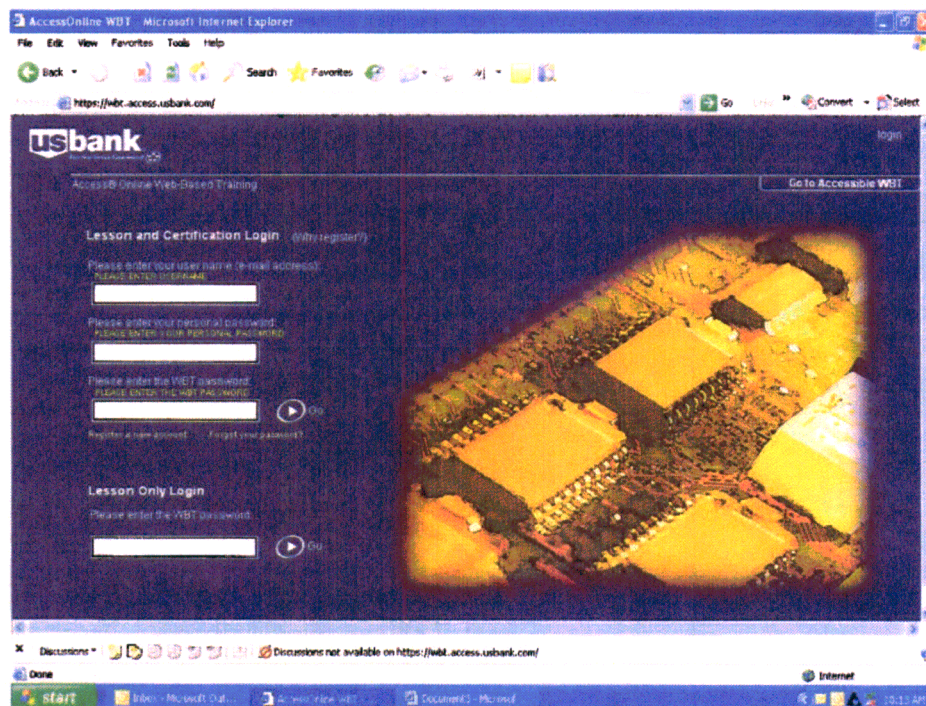 AccessOnline WBT - Microsoft Internet Explorer
File Edit View Favorites Tools Help
Back Search Favorites
https://wbt.access.usbank.com/ Go » Convert Select
usbank
login
Access® Online Web-Based Training
Go to Accessible WBT
Lesson and Certification Login (Why register?)
Please enter your user name (e-mail address):
PLEASE ENTER USERNAME
Please enter your personal password:
PLEASE ENTER YOUR PERSONAL PASSWORD
Please enter the WBT password:
PLEASE ENTER THE WBT PASSWORD
Go
Register a new account Forgot your password?
Lesson Only Login
Please enter the WBT password:
Go
Discussions Discussions not available on https://wbt.access.usbank.com/
Done Internet
start Inbox - Microsoft Out... AccessOnline WBT - Document1 - Microsof 10:13 AM